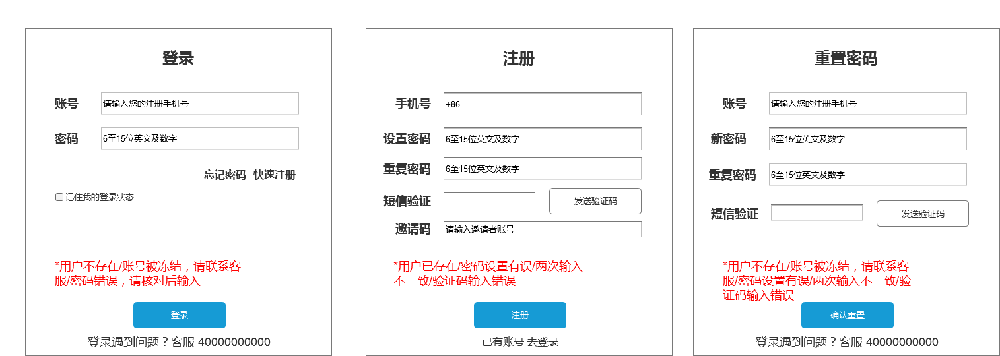 登录
账号 请输入您的注册手机号
密码 6至15位英文及数字
忘记密码 快速注册
记住我的登录状态
*用户不存在/账号被冻结，请联系客
服/密码错误，请核对后输入
登录
登录遇到问题？客服 40000000000
注册
手机号 +86
设置密码 6至15位英文及数字
重复密码 6至15位英文及数字
短信验证 发送验证码
邀请码 请输入邀请者账号
*用户已存在/密码设置有误/两次输入
不一致/验证码输入错误
注册
已有账号 去登录
重置密码
账号 请输入您的注册手机号
新密码 6至15位英文及数字
重复密码 6至15位英文及数字
短信验证 发送验证码
*用户不存在/账号被冻结，请联系客
服/密码设置有误/两次输入不一致/验
证码输入错误
确认重置
登录遇到问题？客服 40000000000